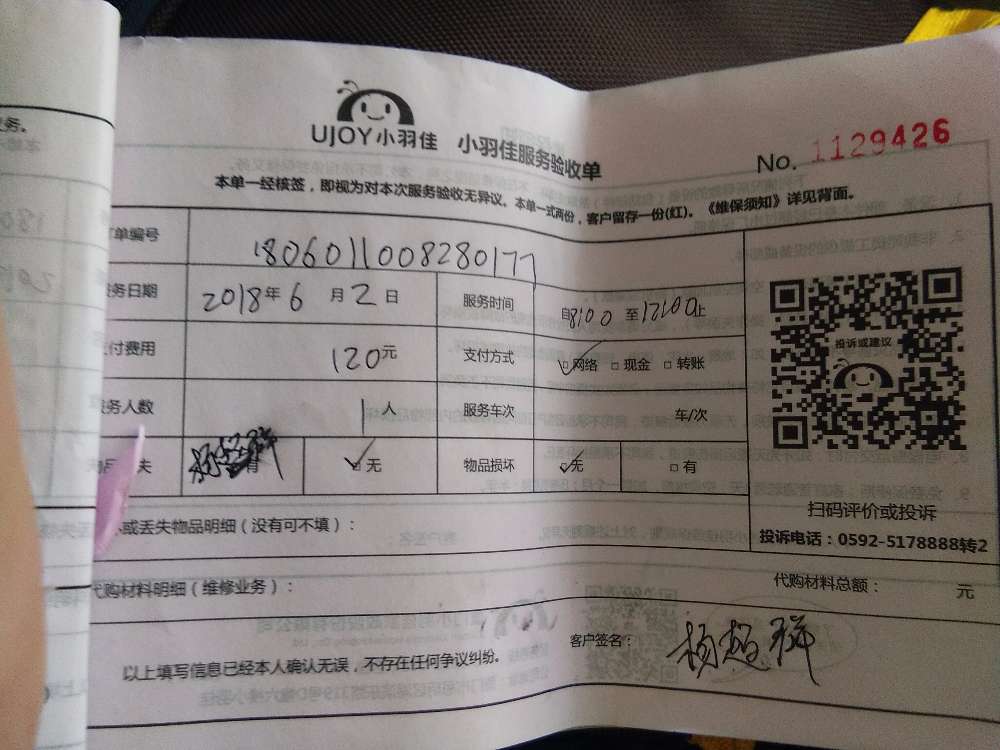 UJOY小羽佳 小羽佳服务验收单 No. 1129426
本单一经核签，即视为对本次服务验收无异议。本单一式两份，客户留存一份(红)。《维保须知》详见背面。
单编号 1806011008280177
务日期 2018年6月2日 服务时间 自8:00至12:00止
付费用 120元 支付方式 ☑网络 □现金 □转账
务人数 1人 服务车次 车/次
失 有 ☑无 物品损坏 ☑无 □有
投诉或建议
扫码评价或投诉
投诉电话：0592-5178888转2
或丢失物品明细（没有可不填）：
代购材料明细（维修业务）： 代购材料总额： 元
以上填写信息已经本人确认无误，不存在任何争议纠纷。 客户签名：杨超群